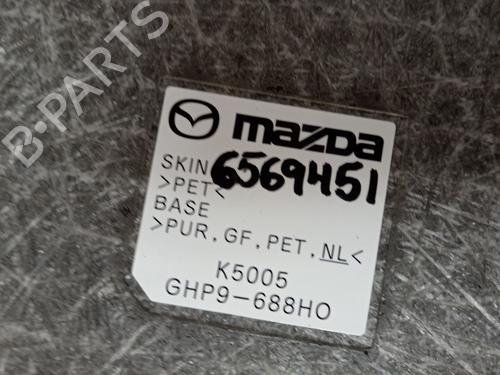 B-PARTS
mazda
SKIN 6569451
>PET<
BASE
>PUR,GF,PET,NL<
K5005
GHP9-688H0